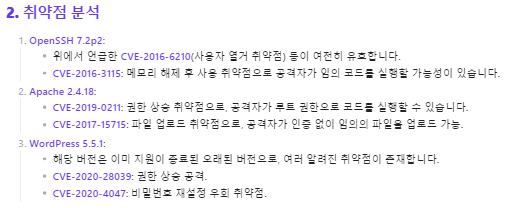 2. 취약점 분석
1. OpenSSH 7.2p2:
• 위에서 언급한 CVE-2016-6210(사용자 열거 취약점) 등이 여전히 유효합니다.
• CVE-2016-3115: 메모리 해제 후 사용 취약점으로 공격자가 임의 코드를 실행할 가능성이 있습니다.
2. Apache 2.4.18:
• CVE-2019-0211: 권한 상승 취약점으로, 공격자가 루트 권한으로 코드를 실행할 수 있습니다.
• CVE-2017-15715: 파일 업로드 취약점으로, 공격자가 인증 없이 임의의 파일을 업로드 가능.
3. WordPress 5.5.1:
• 해당 버전은 이미 지원이 종료된 오래된 버전으로, 여러 알려진 취약점이 존재합니다.
• CVE-2020-28039: 권한 상승 공격.
• CVE-2020-4047: 비밀번호 재설정 우회 취약점.